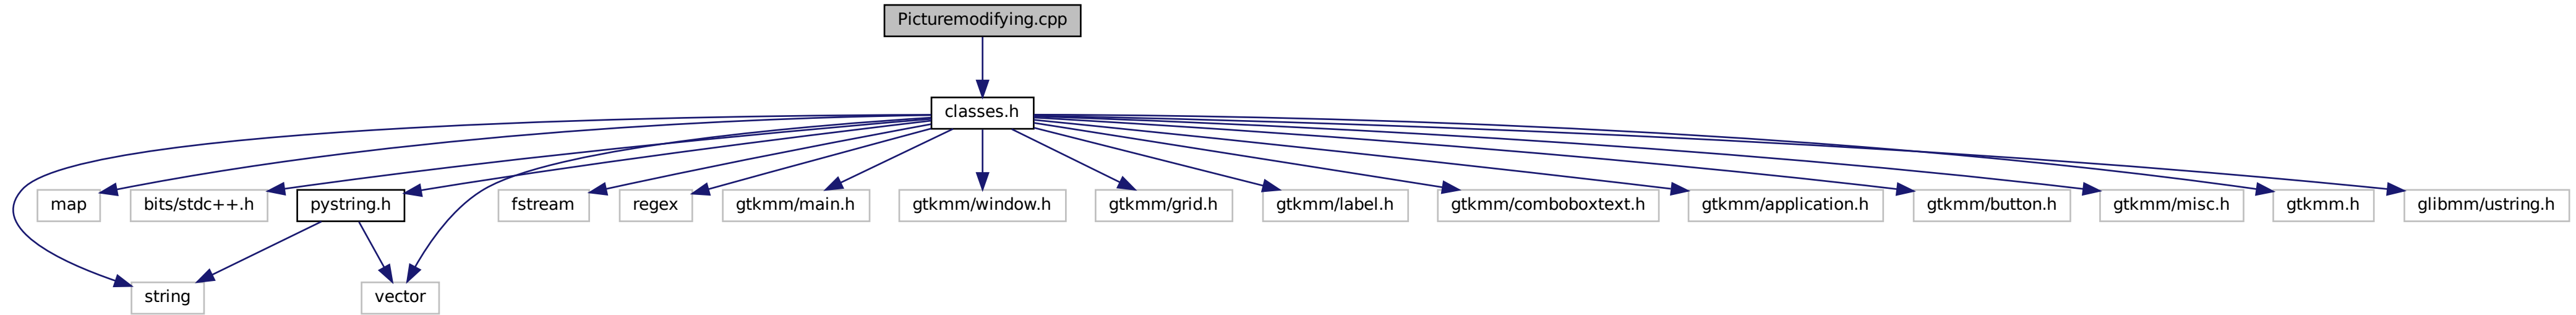 Picturemodifying.cpp
classes.h
map
bits/stdc++.h
pystring.h
fstream
regex
gtkmm/main.h
gtkmm/window.h
gtkmm/grid.h
gtkmm/label.h
gtkmm/comboboxtext.h
gtkmm/application.h
gtkmm/button.h
gtkmm/misc.h
gtkmm.h
glibmm/ustring.h
string
vector